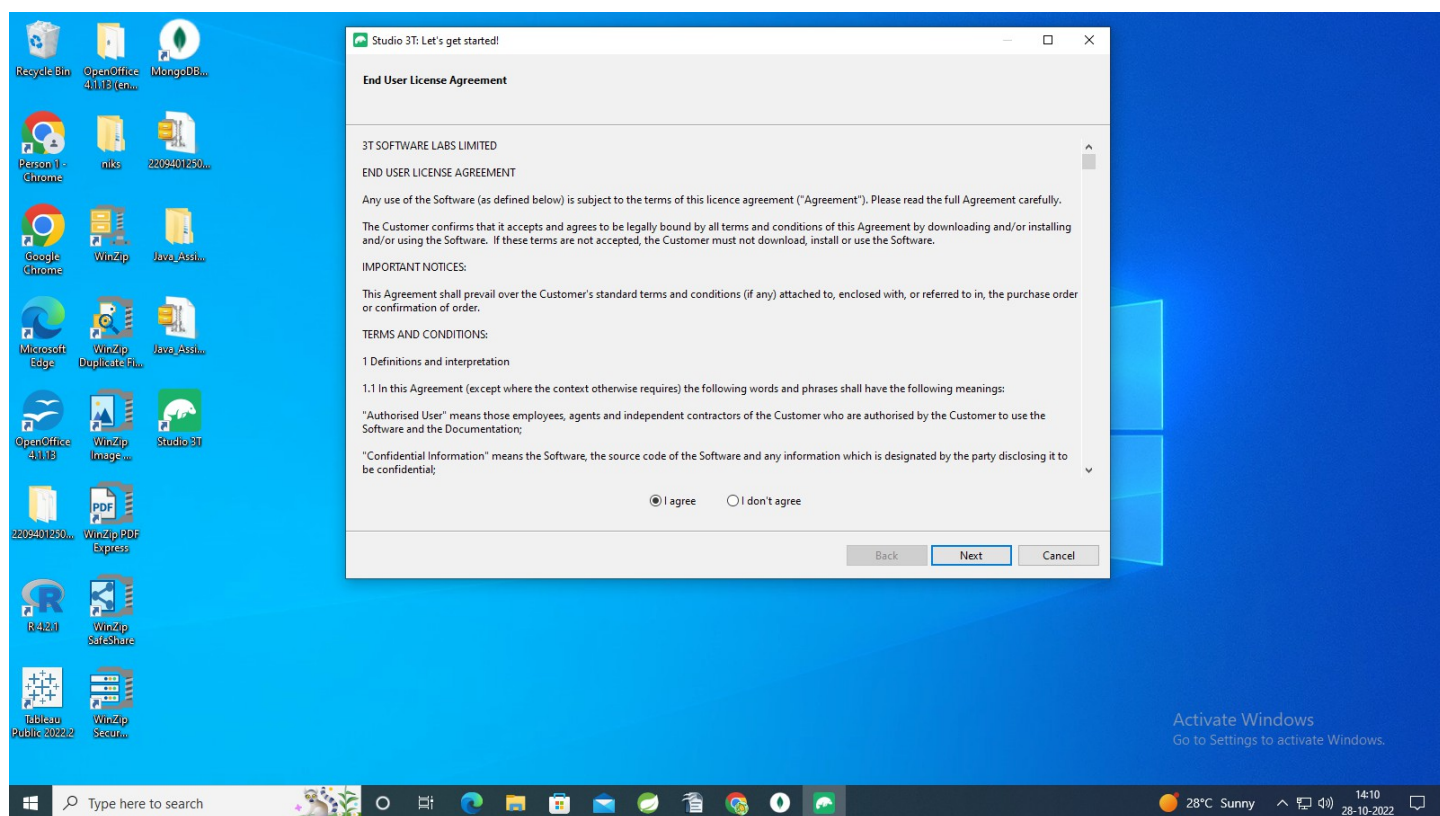 Recycle Bin
OpenOffice
4.1.13 (en...
MongoDB...
Person 1 -
Chrome
niks
2209401250...
Google
Chrome
WinZip
Java_Assi...
Microsoft
Edge
WinZip
Duplicate Fi...
Java_Assi...
OpenOffice
4.1.13
WinZip
Image ...
Studio 3T
2209401250...
PDF
WinZip PDF
Express
R 4.2.1
WinZip
SafeShare
Tableau
Public 2022.2
WinZip
Secur...
Studio 3T: Let's get started!
End User License Agreement
3T SOFTWARE LABS LIMITED
END USER LICENSE AGREEMENT
Any use of the Software (as defined below) is subject to the terms of this licence agreement ("Agreement"). Please read the full Agreement carefully.
The Customer confirms that it accepts and agrees to be legally bound by all terms and conditions of this Agreement by downloading and/or installing
and/or using the Software. If these terms are not accepted, the Customer must not download, install or use the Software.
IMPORTANT NOTICES:
This Agreement shall prevail over the Customer's standard terms and conditions (if any) attached to, enclosed with, or referred to in, the purchase order
or confirmation of order.
TERMS AND CONDITIONS:
1 Definitions and interpretation
1.1 In this Agreement (except where the context otherwise requires) the following words and phrases shall have the following meanings:
"Authorised User" means those employees, agents and independent contractors of the Customer who are authorised by the Customer to use the
Software and the Documentation;
"Confidential Information" means the Software, the source code of the Software and any information which is designated by the party disclosing it to
be confidential;
I agree
I don't agree
Back
Next
Cancel
Activate Windows
Go to Settings to activate Windows.
Type here to search
28°C Sunny
14:10
28-10-2022